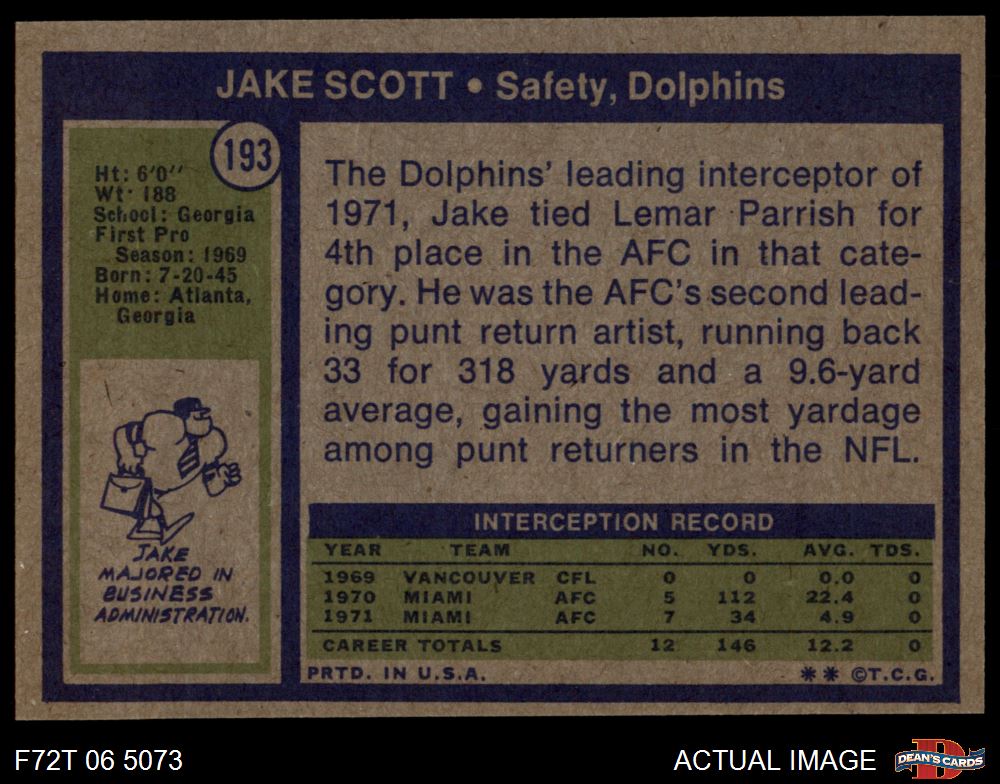 JAKE SCOTT • Safety, Dolphins
193
Ht: 6'0''
Wt: 188
School: Georgia
First Pro
Season: 1969
Born: 7-20-45
Home: Atlanta,
Georgia
JAKE
MAJORED IN
BUSINESS
ADMINISTRATION.
The Dolphins' leading interceptor of
1971, Jake tied Lemar Parrish for
4th place in the AFC in that cate-
gory. He was the AFC's second lead-
ing punt return artist, running back
33 for 318 yards and a 9.6-yard
average, gaining the most yardage
among punt returners in the NFL.
INTERCEPTION RECORD
YEAR TEAM NO. YDS. AVG. TDS.
1969 VANCOUVER CFL 0 0 0.0 0
1970 MIAMI AFC 5 112 22.4 0
1971 MIAMI AFC 7 34 4.9 0
CAREER TOTALS 12 146 12.2 0
PRTD. IN U.S.A. ** ©T.C.G.
F72T 06 5073 ACTUAL IMAGE D DEAN'S CARDS